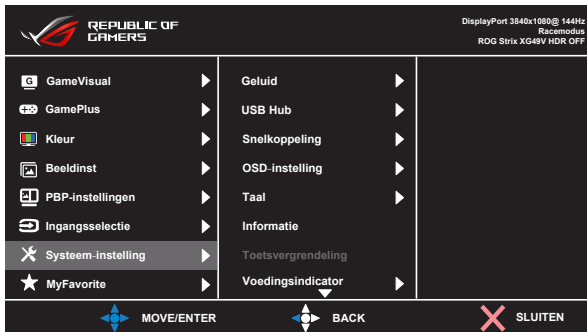 REPUBLIC OF
GAMERS
DisplayPort 3840x1080@ 144Hz
Racemodus
ROG Strix XG49V HDR OFF
G GameVisual
GamePlus
Kleur
Beeldinst
PBP-instellingen
Ingangsselectie
Systeem-instelling
MyFavorite
Geluid
USB Hub
Snelkoppeling
OSD-instelling
Taal
Informatie
Toetsvergrendeling
Voedingsindicator
MOVE/ENTER
BACK
SLUITEN